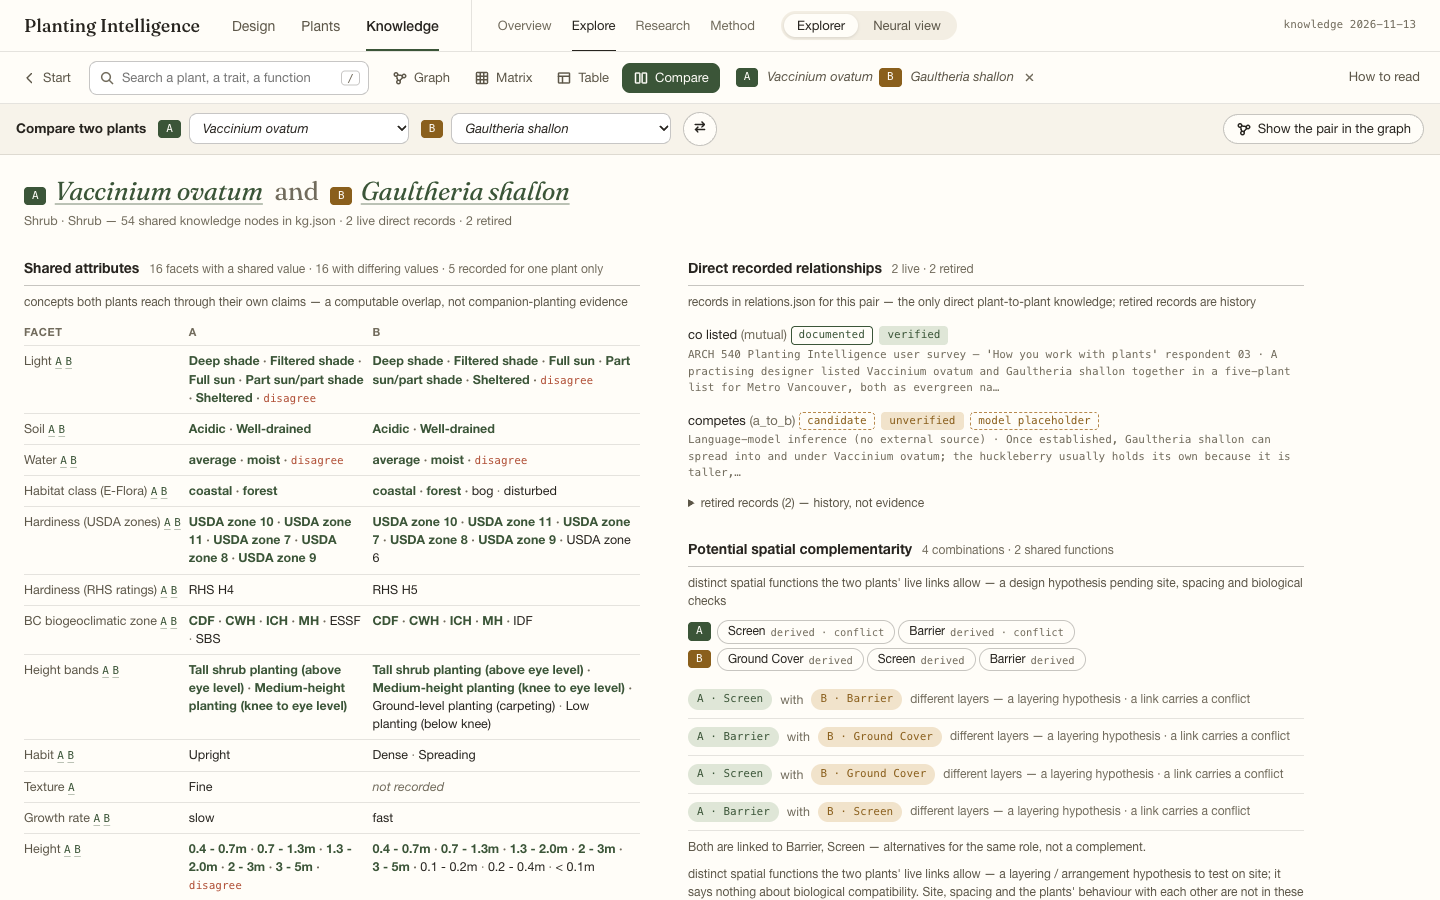 Planting Intelligence Design Plants Knowledge Overview Explore Research Method Explorer Neural view knowledge 2026-11-13
Start Search a plant, a trait, a function / Graph Matrix Table Compare A Vaccinium ovatum B Gaultheria shallon × How to read
Compare two plants A Vaccinium ovatum B Gaultheria shallon Show the pair in the graph
A Vaccinium ovatum and B Gaultheria shallon
Shrub · Shrub — 54 shared knowledge nodes in kg.json · 2 live direct records · 2 retired
Shared attributes 16 facets with a shared value · 16 with differing values · 5 recorded for one plant only
concepts both plants reach through their own claims — a computable overlap, not companion-planting evidence
FACET A B
Light A B Deep shade · Filtered shade · Deep shade · Filtered shade · Full sun · Part
Full sun · Part sun/part shade sun/part shade · Sheltered · disagree
· Sheltered · disagree
Soil A B Acidic · Well-drained Acidic · Well-drained
Water A B average · moist · disagree average · moist · disagree
Habitat class (E-Flora) A B coastal · forest coastal · forest · bog · disturbed
Hardiness (USDA zones) A B USDA zone 10 · USDA zone USDA zone 10 · USDA zone 11 · USDA zone
11 · USDA zone 7 · USDA 7 · USDA zone 8 · USDA zone 9 · USDA zone
zone 8 · USDA zone 9 6
Hardiness (RHS ratings) A B RHS H4 RHS H5
BC biogeoclimatic zone A B CDF · CWH · ICH · MH · ESSF CDF · CWH · ICH · MH · IDF
· SBS
Height bands A B Tall shrub planting (above Tall shrub planting (above eye level) ·
eye level) · Medium-height Medium-height planting (knee to eye level) ·
planting (knee to eye level) Ground-level planting (carpeting) · Low
planting (below knee)
Habit A B Upright Dense · Spreading
Texture A Fine not recorded
Growth rate A B slow fast
Height A B 0.4 - 0.7m · 0.7 - 1.3m · 1.3 - 0.4 - 0.7m · 0.7 - 1.3m · 1.3 - 2.0m · 2 - 3m ·
2.0m · 2 - 3m · 3 - 5m · 3 - 5m · 0.1 - 0.2m · 0.2 - 0.4m · < 0.1m
disagree
Direct recorded relationships 2 live · 2 retired
records in relations.json for this pair — the only direct plant-to-plant knowledge; retired records are history
co listed (mutual) documented verified
ARCH 540 Planting Intelligence user survey — 'How you work with plants' respondent 03 · A
practising designer listed Vaccinium ovatum and Gaultheria shallon together in a five-plant
list for Metro Vancouver, both as evergreen na…
competes (a_to_b) candidate unverified model placeholder
Language-model inference (no external source) · Once established, Gaultheria shallon can
spread into and under Vaccinium ovatum; the huckleberry usually holds its own because it is
taller,…
retired records (2) — history, not evidence
Potential spatial complementarity 4 combinations · 2 shared functions
distinct spatial functions the two plants' live links allow — a design hypothesis pending site, spacing and biological
checks
A Screen derived · conflict Barrier derived · conflict
B Ground Cover derived Screen derived Barrier derived
A · Screen with B · Barrier different layers — a layering hypothesis · a link carries a conflict
A · Barrier with B · Ground Cover different layers — a layering hypothesis · a link carries a conflict
A · Screen with B · Ground Cover different layers — a layering hypothesis · a link carries a conflict
A · Barrier with B · Screen different layers — a layering hypothesis · a link carries a conflict
Both are linked to Barrier, Screen — alternatives for the same role, not a complement.
distinct spatial functions the two plants' live links allow — a layering / arrangement hypothesis to test on site; it
says nothing about biological compatibility. Site, spacing and the plants' behaviour with each other are not in these